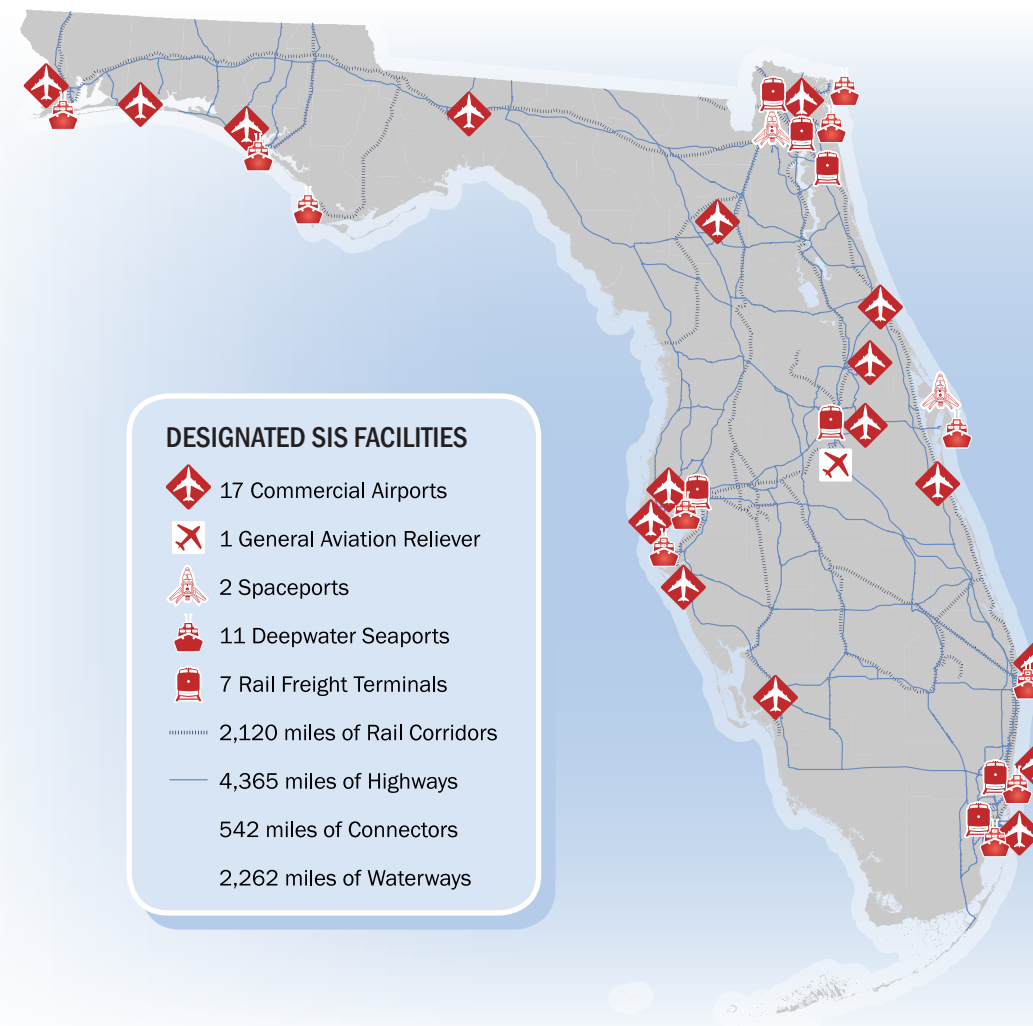 DESIGNATED SIS FACILITIES
17 Commercial Airports
1 General Aviation Reliever
2 Spaceports
11 Deepwater Seaports
7 Rail Freight Terminals
2,120 miles of Rail Corridors
4,365 miles of Highways
542 miles of Connectors
2,262 miles of Waterways